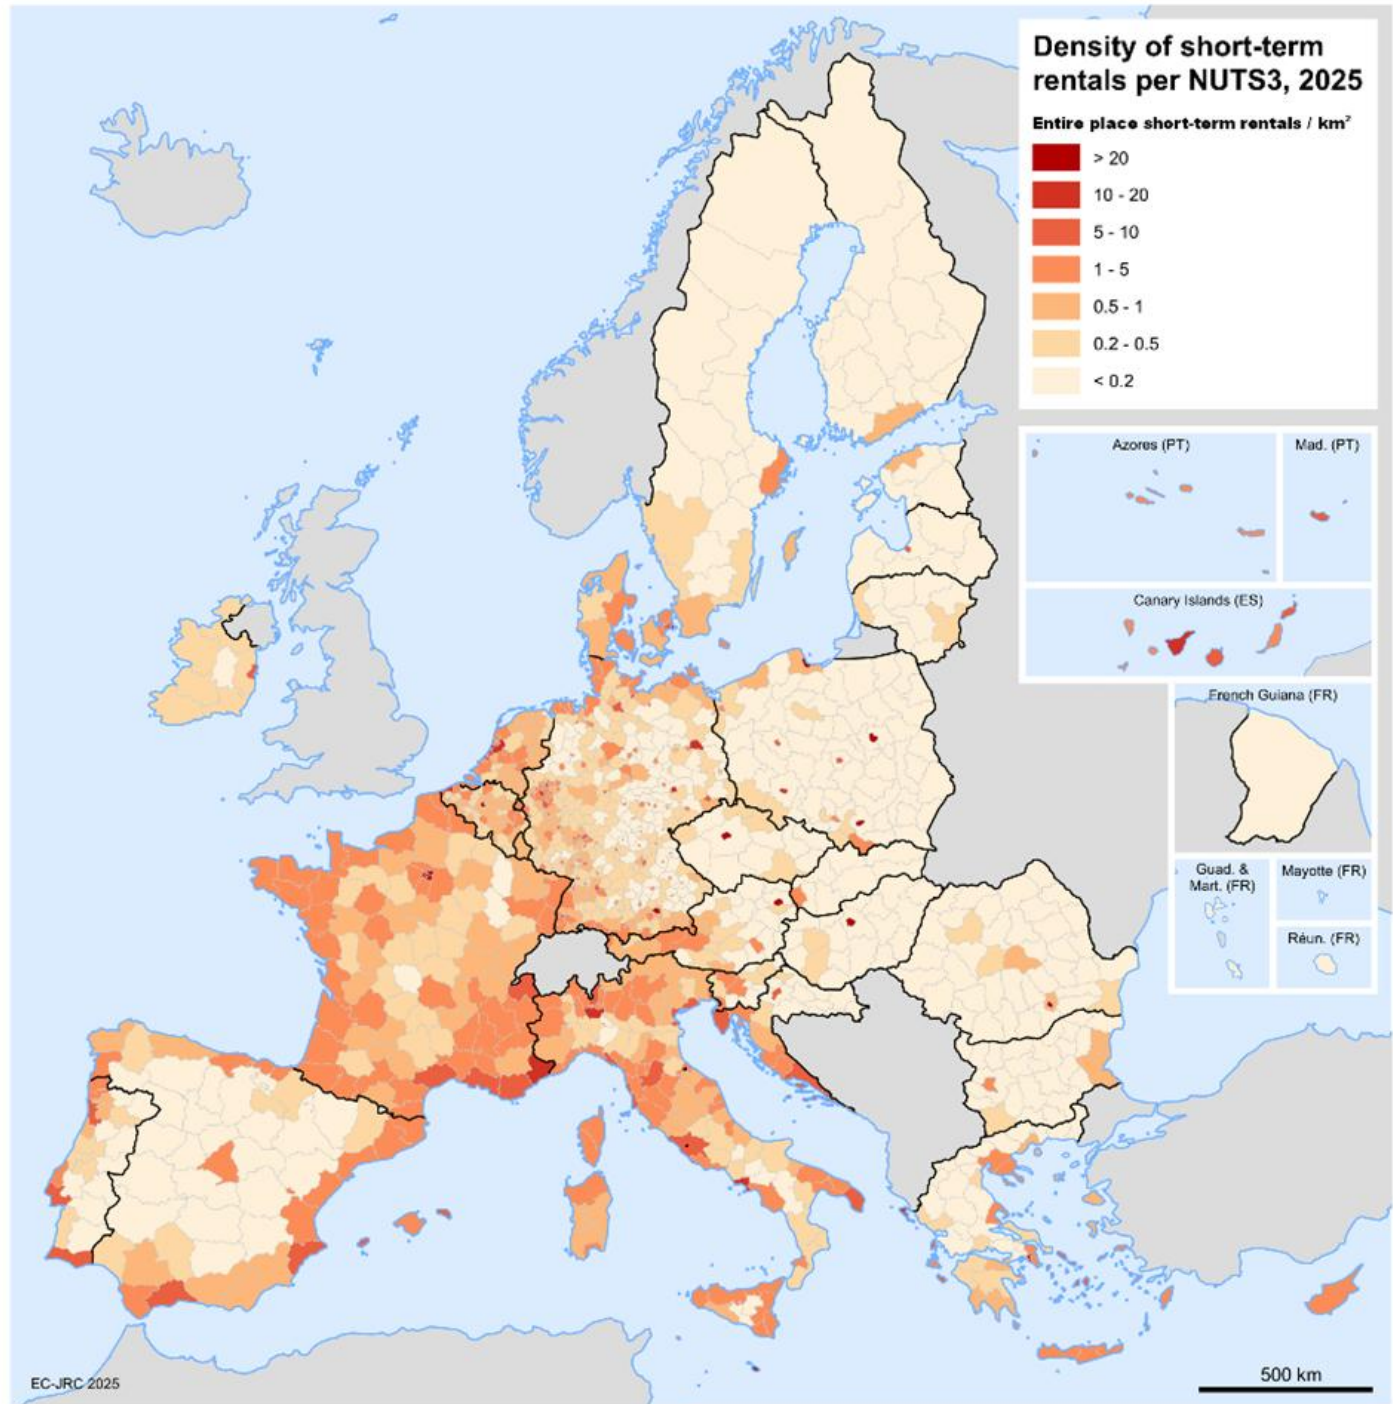 Density of short-term
rentals per NUTS3, 2025
Entire place short-term rentals / km²
> 20
10 - 20
5 - 10
1 - 5
0.5 - 1
0.2 - 0.5
< 0.2
Azores (PT)
Mad. (PT)
Canary Islands (ES)
French Guiana (FR)
Guad. &
Mart. (FR)
Mayotte (FR)
Réun. (FR)
500 km
EC-JRC 2025